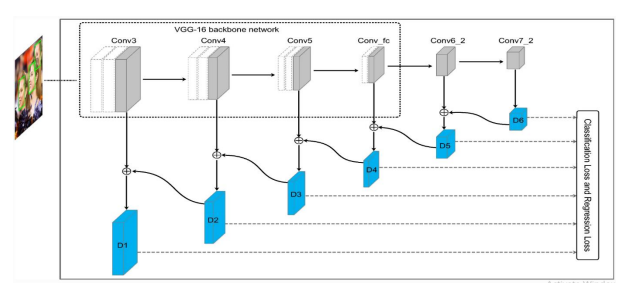 VGG-16 backbone network
Conv3
Conv4
Conv5
Conv_fc
Conv6_2
Conv7_2
D6
D5
D4
D3
D2
D1
Classification Loss and Regression Loss